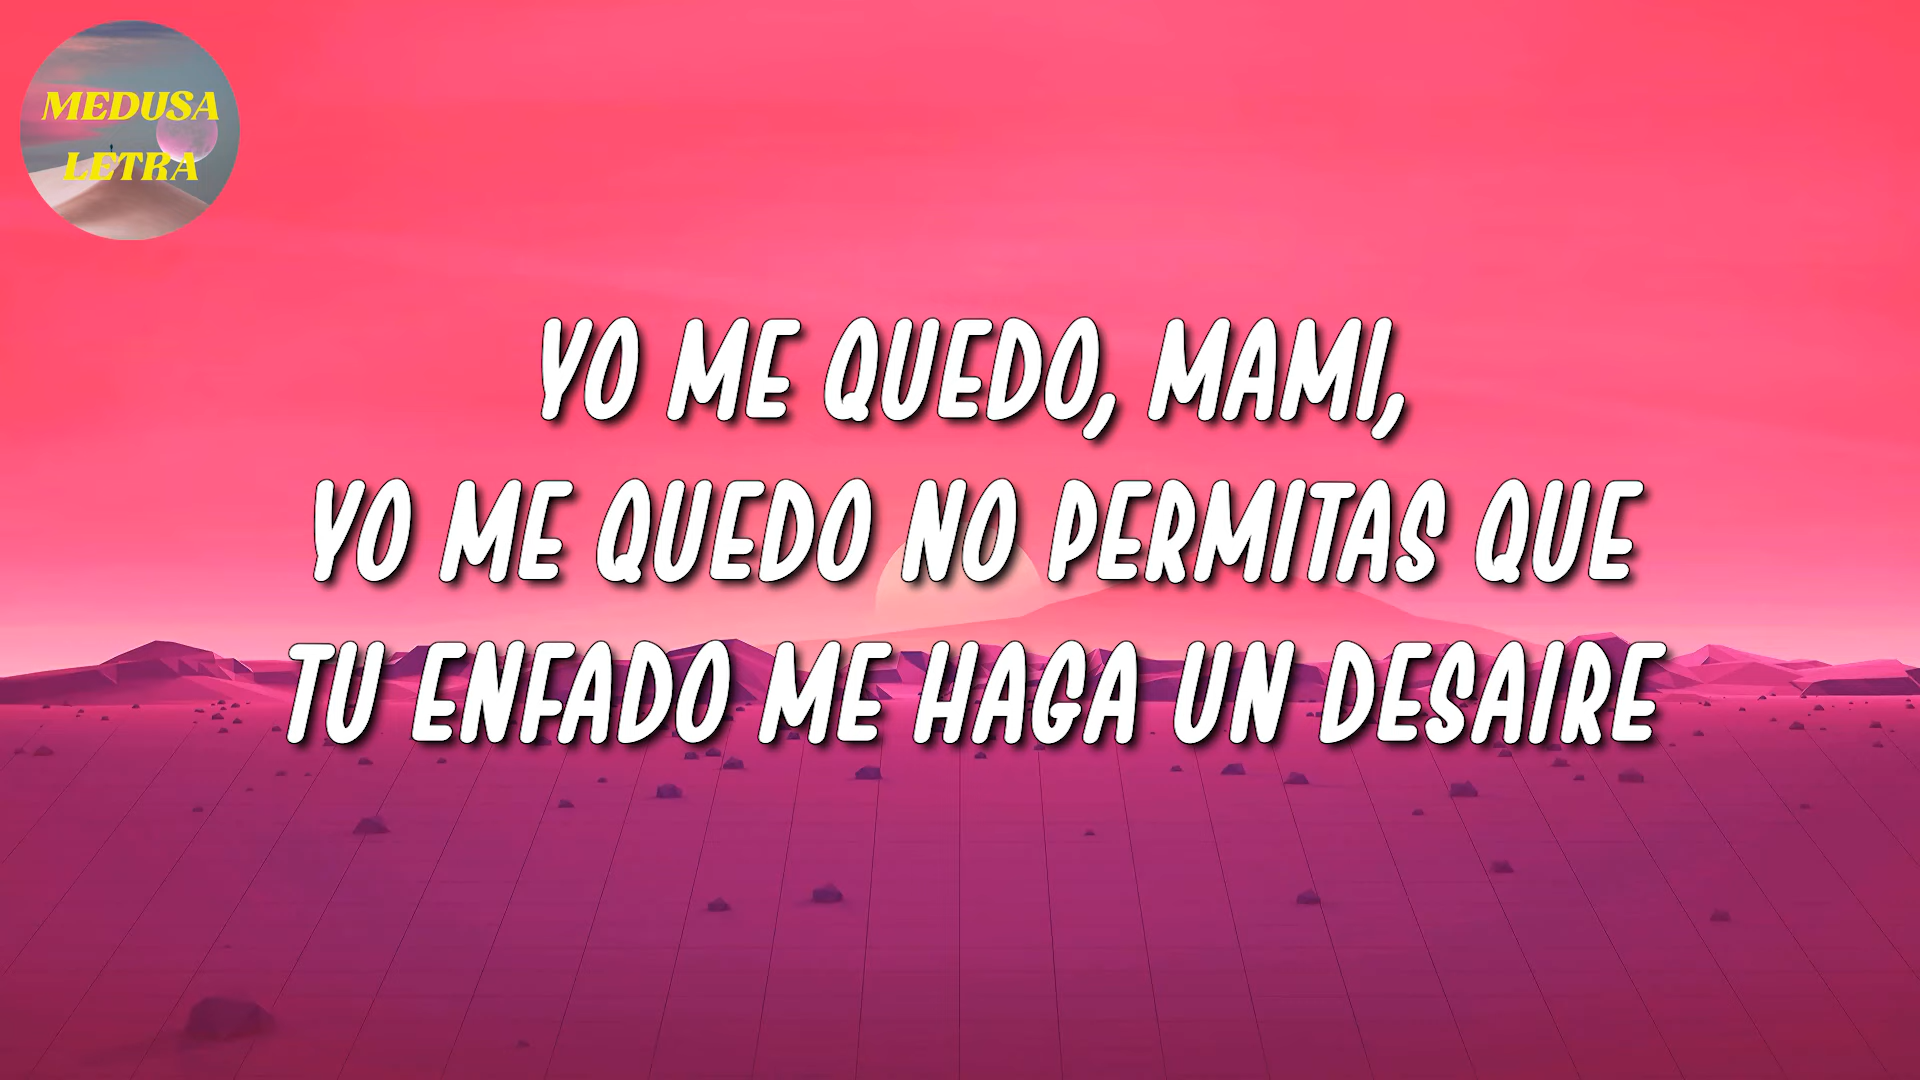 MEDUSA
LETRA
YO ME QUEDO, MAMI,
YO ME QUEDO NO PERMITAS QUE
TU ENFADO ME HAGA UN DESAIRE